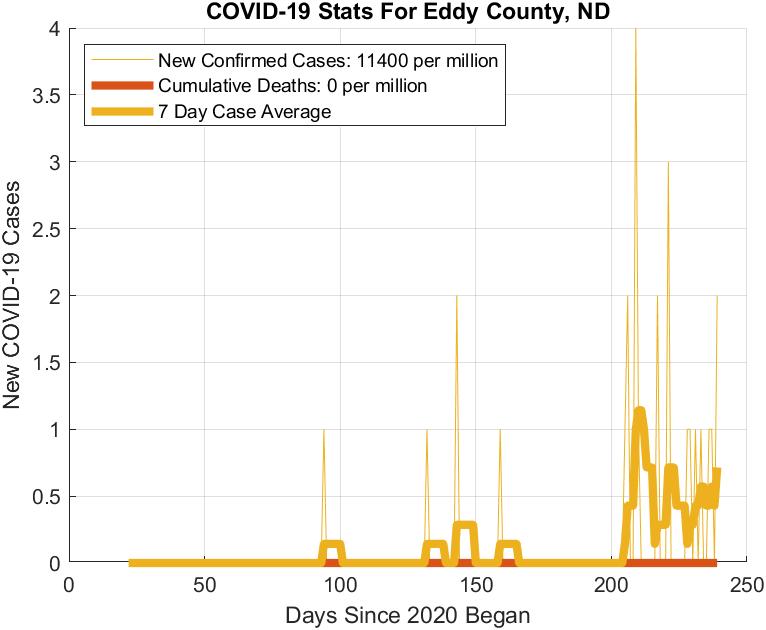 COVID-19 Stats For Eddy County, ND
New Confirmed Cases: 11400 per million
Cumulative Deaths: 0 per million
7 Day Case Average
New COVID-19 Cases
4
3.5
3
2.5
2
1.5
1
0.5
0
0 50 100 150 200 250
Days Since 2020 Began